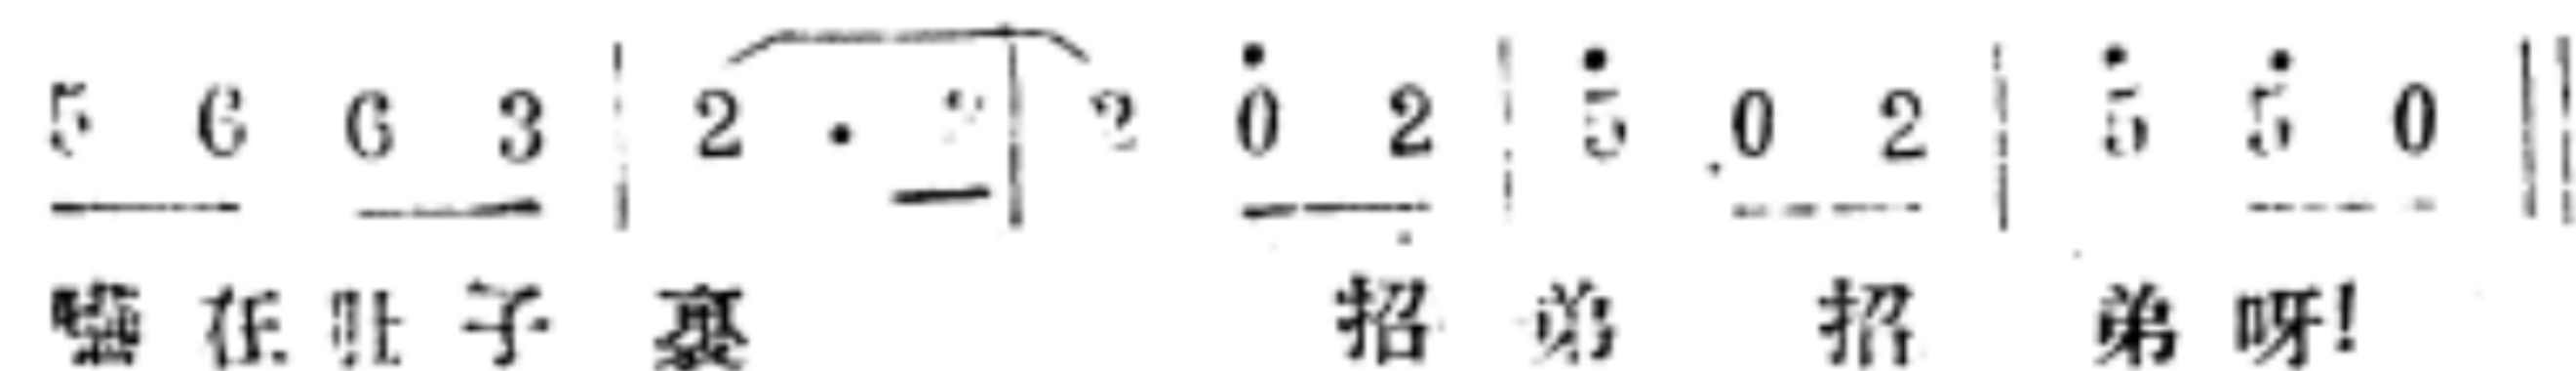 5 6 6 3 | 2 · 2 | 2 0 2 | 5 0 2 | 5 5 0 ||
在肚子裏 招弟 招 弟呀!